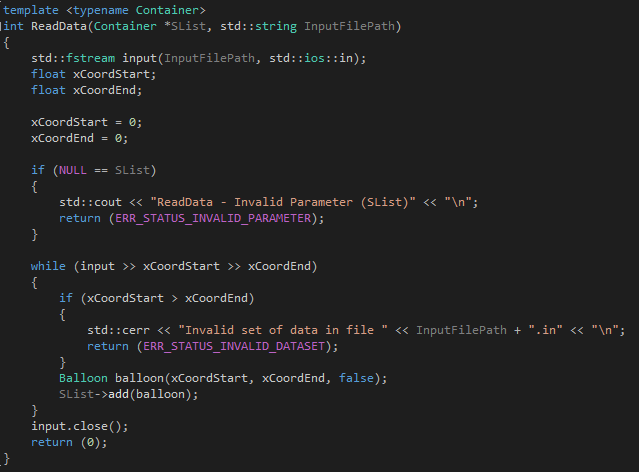 template <typename Container>
int ReadData(Container *SList, std::string InputFilePath)
{
    std::fstream input(InputFilePath, std::ios::in);
    float xCoordStart;
    float xCoordEnd;

    xCoordStart = 0;
    xCoordEnd = 0;

    if (NULL == SList)
    {
        std::cout << "ReadData - Invalid Parameter (SList)" << "\n";
        return (ERR_STATUS_INVALID_PARAMETER);
    }

    while (input >> xCoordStart >> xCoordEnd)
    {
        if (xCoordStart > xCoordEnd)
        {
            std::cerr << "Invalid set of data in file " << InputFilePath + ".in" << "\n";
            return (ERR_STATUS_INVALID_DATASET);
        }
        Balloon balloon(xCoordStart, xCoordEnd, false);
        SList->add(balloon);
    }
    input.close();
    return (0);
}